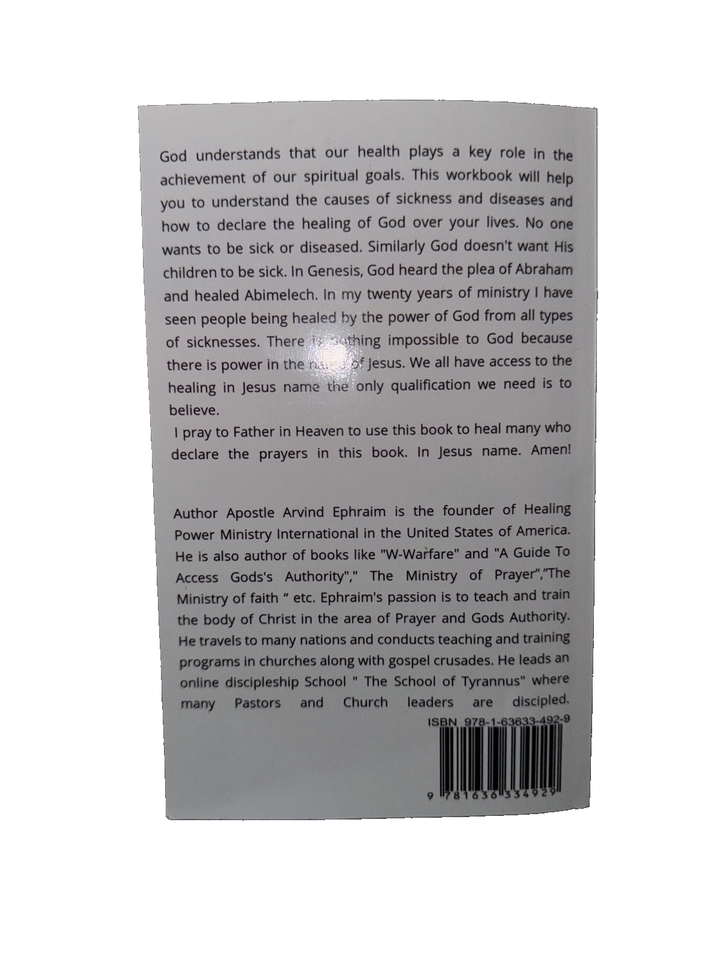 God understands that our health plays a key role in the
achievement of our spiritual goals. This workbook will help
you to understand the causes of sickness and diseases and
how to declare the healing of God over your lives. No one
wants to be sick or diseased. Similarly God doesn't want His
children to be sick. In Genesis, God heard the plea of Abraham
and healed Abimelech. In my twenty years of ministry I have
seen people being healed by the power of God from all types
of sicknesses. There is nothing impossible to God because
there is power in the name of Jesus. We all have access to the
healing in Jesus name the only qualification we need is to
believe.
I pray to Father in Heaven to use this book to heal many who
declare the prayers in this book. In Jesus name. Amen!
Author Apostle Arvind Ephraim is the founder of Healing
Power Ministry International in the United States of America.
He is also author of books like "W-Warfare" and "A Guide To
Access Gods's Authority"," The Ministry of Prayer","The
Ministry of faith “ etc. Ephraim's passion is to teach and train
the body of Christ in the area of Prayer and Gods Authority.
He travels to many nations and conducts teaching and training
programs in churches along with gospel crusades. He leads an
online discipleship School " The School of Tyrannus" where
many Pastors and Church leaders are discipled.
ISBN 978-1-63633-492-9
9 781636 334929